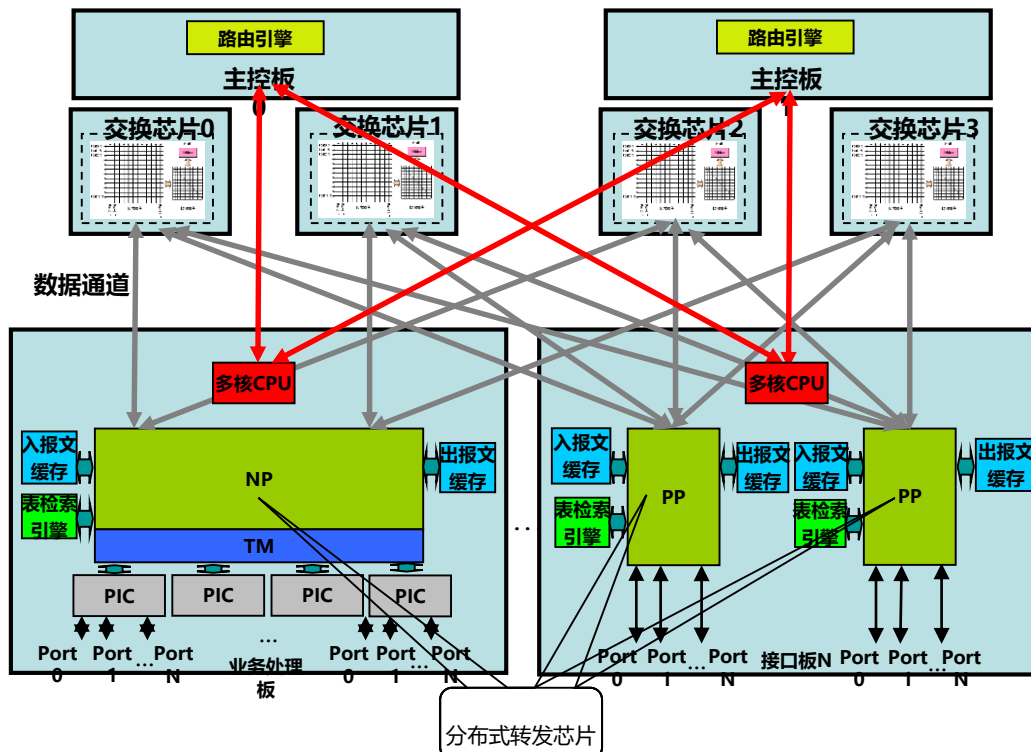 路由引擎
主控板
0
路由引擎
主控板
1
交换芯片0
交换芯片1
交换芯片2
交换芯片3
数据通道
多核CPU
多核CPU
入报文
缓存
NP
出报文
缓存
表检索
引擎
TM
PIC
PIC
PIC
PIC
...
Port
0
Port
1
...
Port
N
业务处理
板
Port
0
Port
1
...
Port
N
...
入报文
缓存
PP
出报文
缓存
表检索
引擎
入报文
缓存
PP
出报文
缓存
表检索
引擎
Port
0
Port
1
...
Port
N
接口板N
Port
0
Port
1
...
Port
N
分布式转发芯片